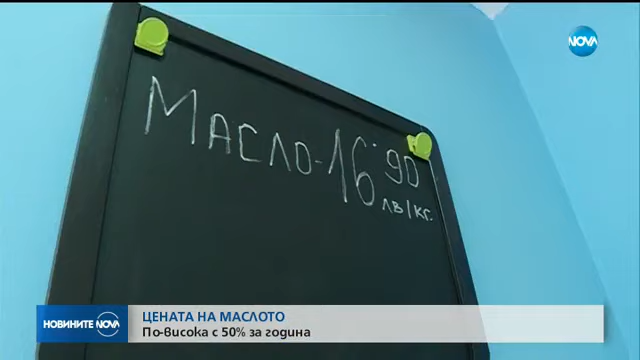 NOVA
МАСЛО-16.90
лв/кг.
НОВИНИТЕ NOVA
ЦЕНАТА НА МАСЛОТО
По-висока с 50% за година